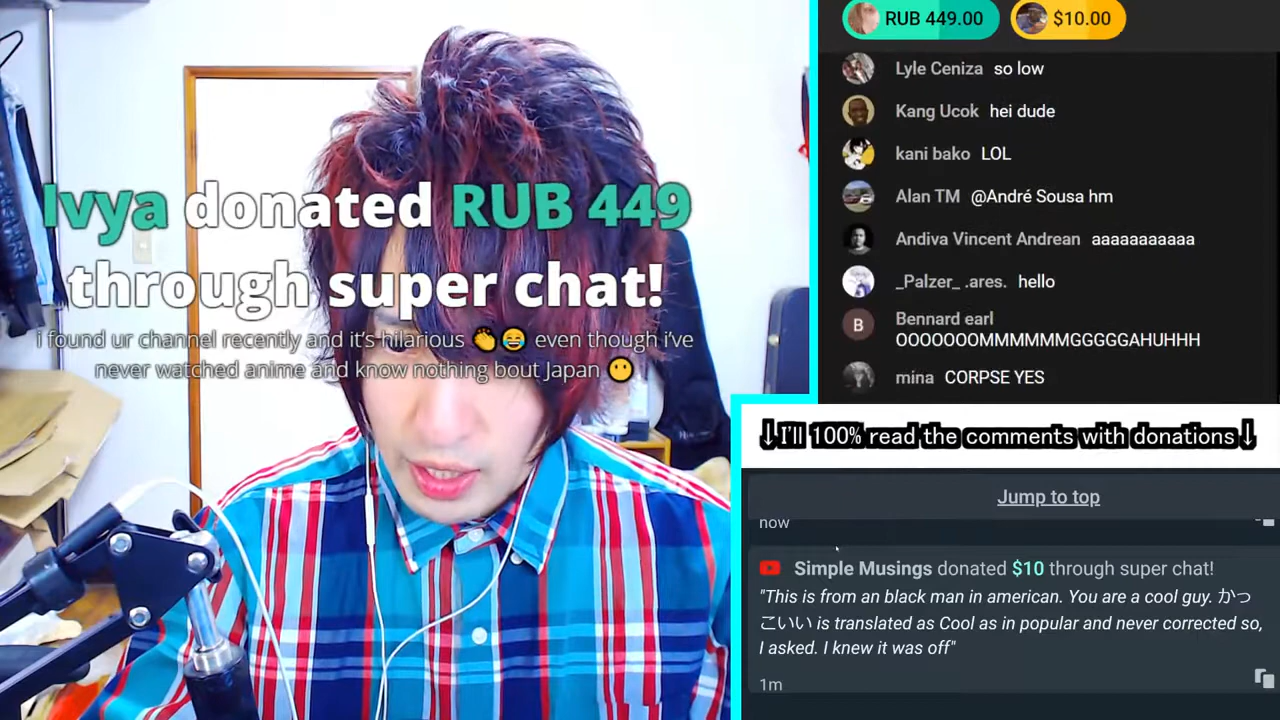 Ivya donated RUB 449
through super chat!
i found ur channel recently and it's hilarious 👏😂 even though i've
never watched anime and know nothing bout Japan 😶
RUB 449.00 $10.00
Lyle Ceniza so low
Kang Ucok hei dude
kani bako LOL
Alan TM @André Sousa hm
Andiva Vincent Andrean aaaaaaaaaaa
_Palzer_ .ares. hello
B
Bennard earl
OOOOOOOMMMMMMGGGGGAHUHHH
mina CORPSE YES
↓I'll 100% read the comments with donations↓
Jump to top
now
Simple Musings donated $10 through super chat!
"This is from an black man in american. You are a cool guy. かっ
こいい is translated as Cool as in popular and never corrected so,
I asked. I knew it was off"
1m